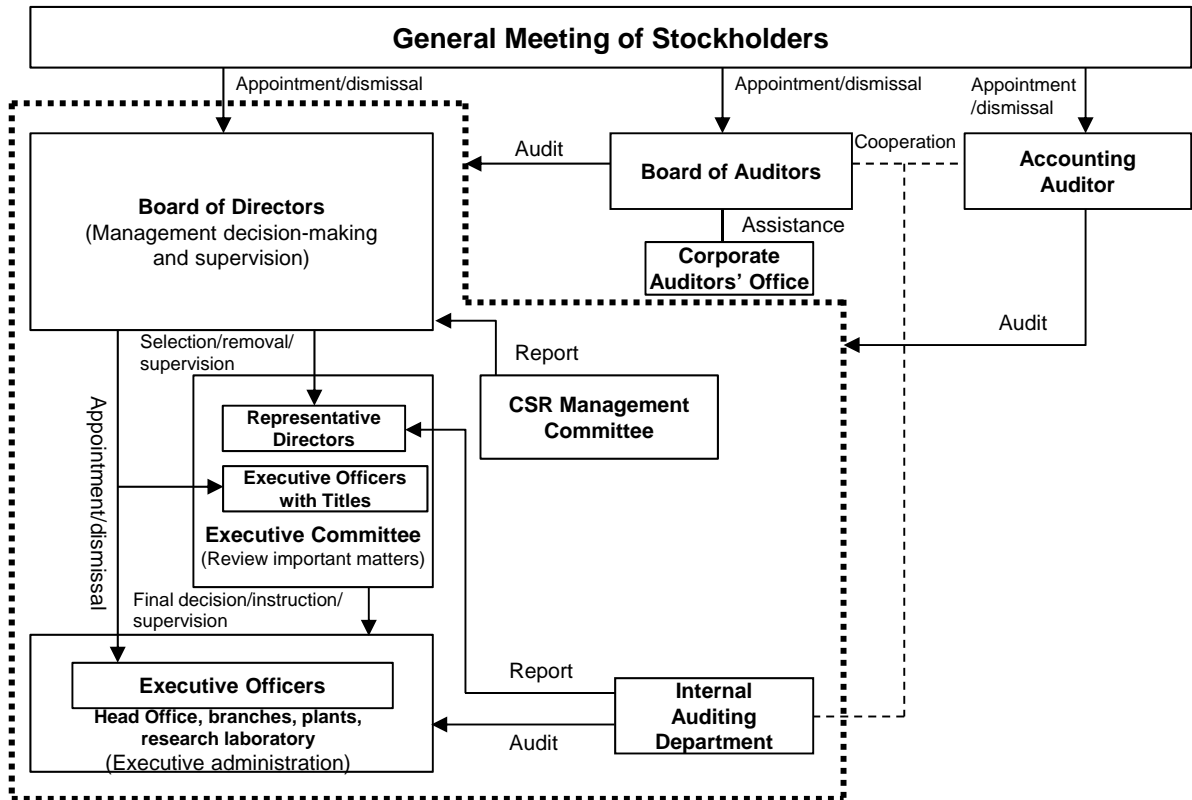 General Meeting of Stockholders
Appointment/dismissal
Appointment/dismissal
Appointment
/dismissal
Board of Directors
(Management decision-making
and supervision)
Audit
Board of Auditors
Cooperation
Accounting
Auditor
Assistance
Corporate
Auditors’ Office
Audit
Selection/removal/
supervision
Report
CSR Management
Committee
Representative
Directors
Executive Officers
with Titles
Executive Committee
(Review important matters)
Appointment/dismissal
Final decision/instruction/
supervision
Executive Officers
Head Office, branches, plants,
research laboratory
(Executive administration)
Report
Audit
Internal
Auditing
Department